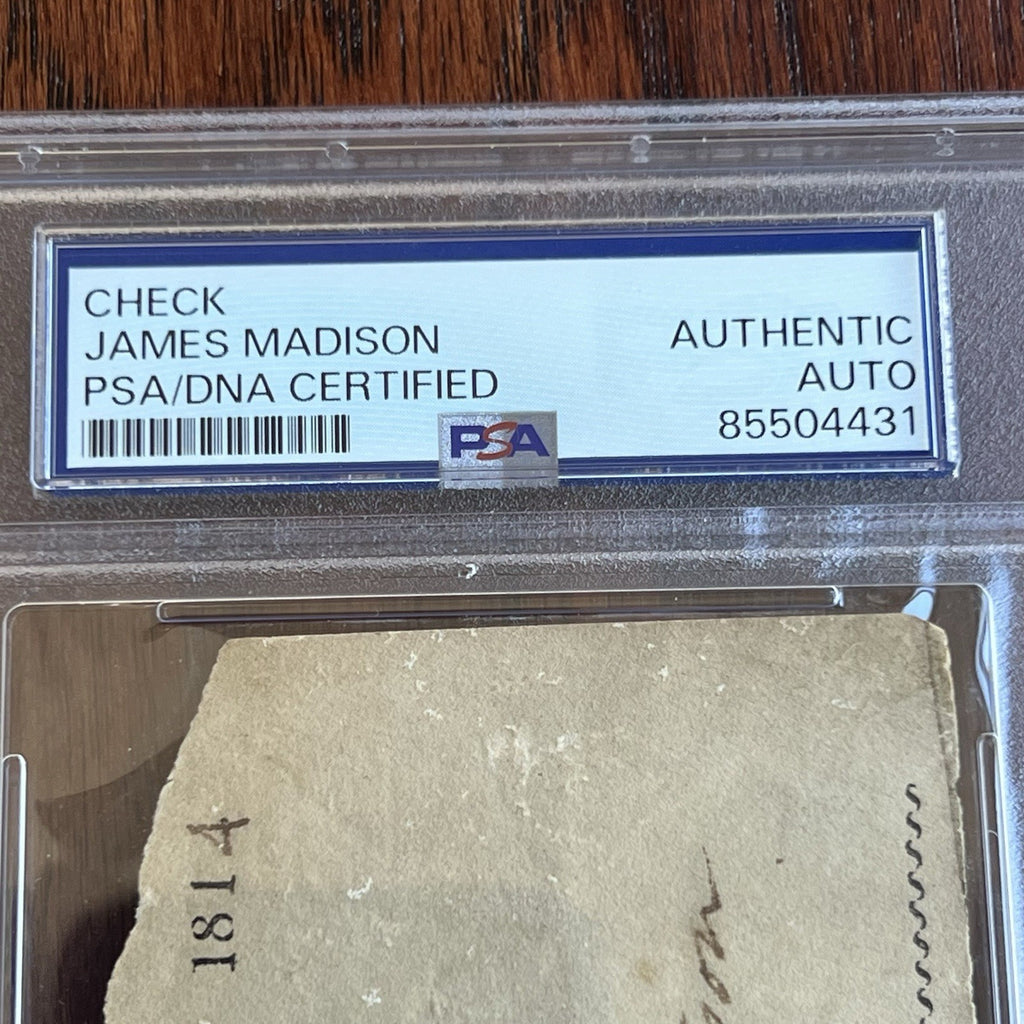 CHECK
JAMES MADISON
PSA/DNA CERTIFIED
AUTHENTIC
AUTO
85504431
PSA
1814